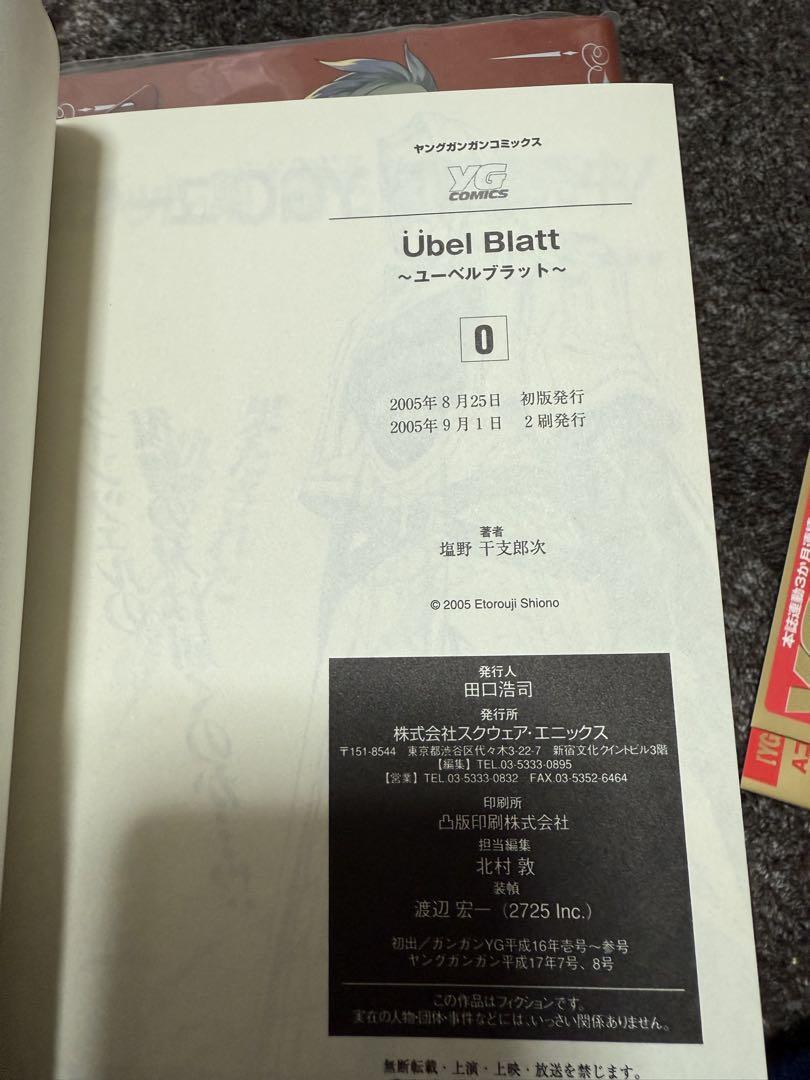 ヤングガンガンコミックス
YG
COMICS
Übel Blatt
～ユーベルブラット～
0
2005年8月25日 初版発行
2005年9月1日 2刷発行
著者
塩野 干支郎次
© 2005 Etorouji Shiono
発行人
田口浩司
発行所
株式会社スクウェア・エニックス
〒151-8544 東京都渋谷区代々木3-22-7 新宿文化クイントビル3階
【編集】TEL.03-5333-0895
【営業】TEL.03-5333-0832 FAX.03-5352-6464
印刷所
凸版印刷株式会社
担当編集
北村 敦
装幀
渡辺 宏一（2725 Inc.）
初出／ガンガンYG平成16年壱号～参号
ヤングガンガン平成17年7号、8号
この作品はフィクションです。
実在の人物・団体・事件などには、いっさい関係ありません。
無断転載・上演・上映・放送を禁じます。
本誌連動3か月連続
YG